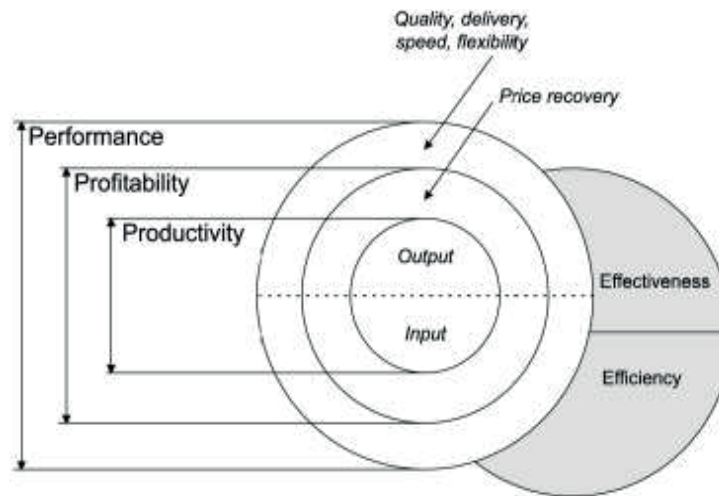 Quality, delivery,
speed, flexibility
Price recovery
Performance
Profitability
Productivity
Output
Input
Effectiveness
Efficiency